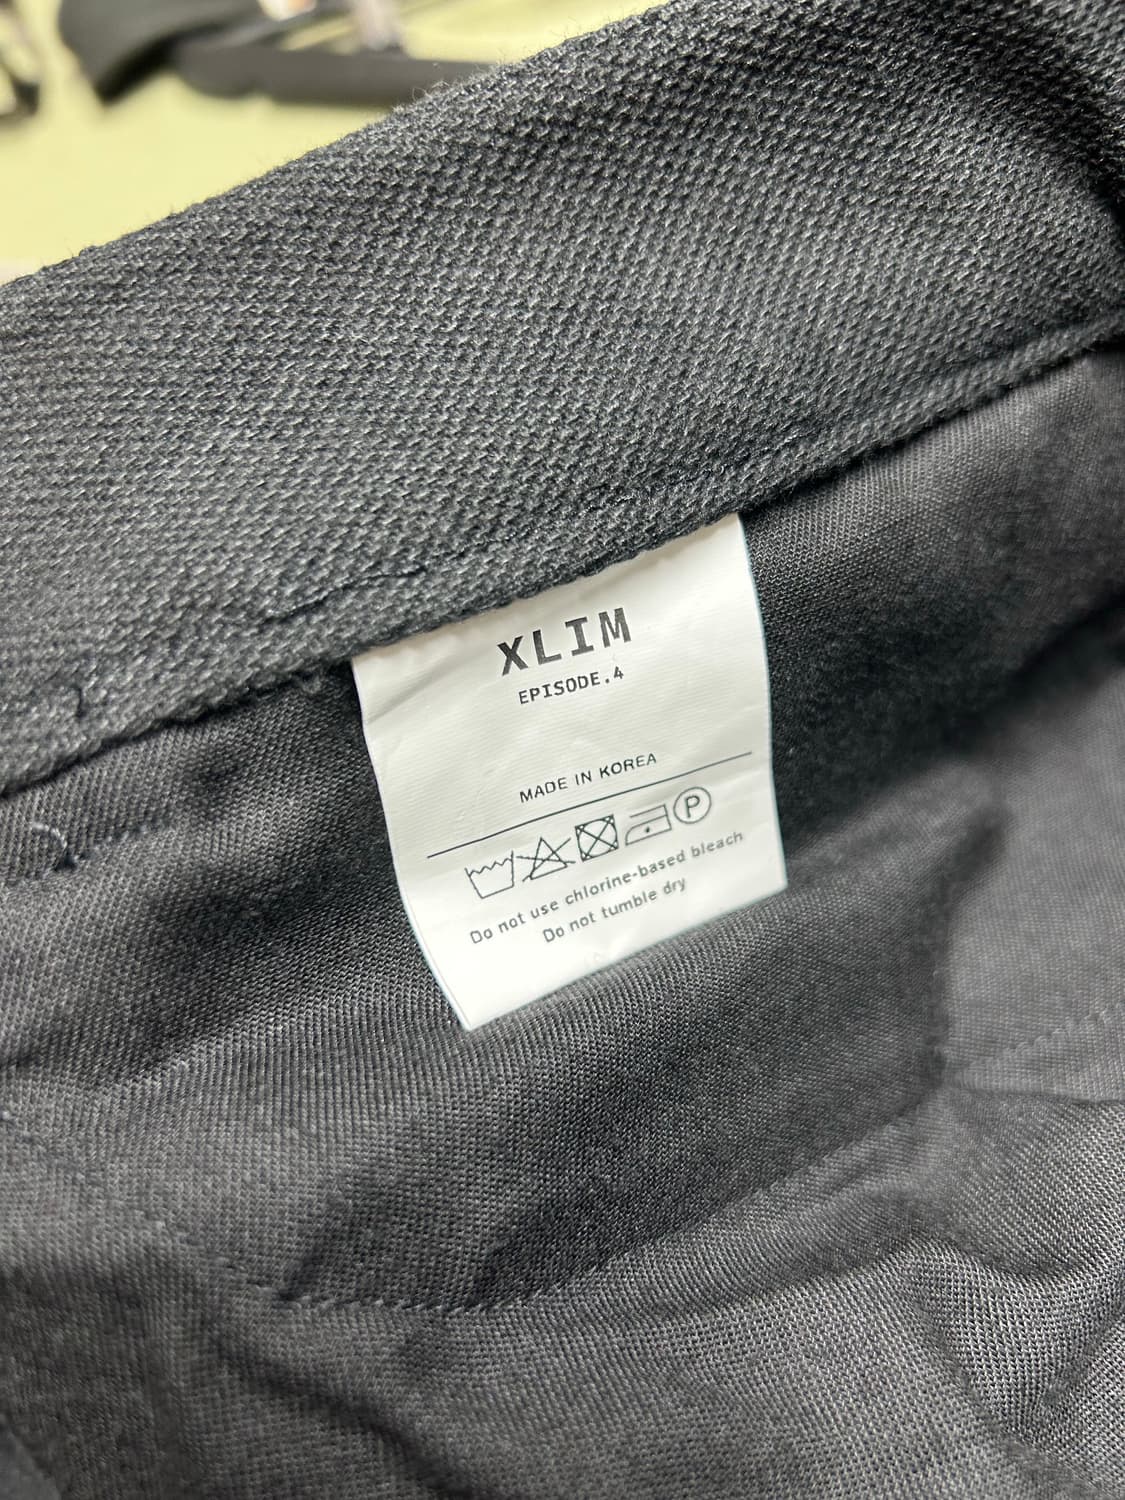 XLIM
EPISODE.4
MADE IN KOREA
P
Do not use chlorine-based bleach
Do not tumble dry